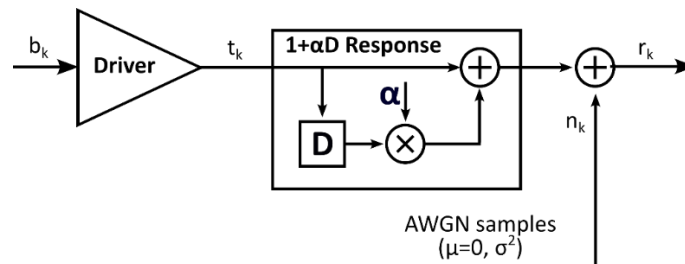 b_k
Driver
t_k
1+αD Response
α
D
r_k
n_k
AWGN samples
(μ=0, σ²)